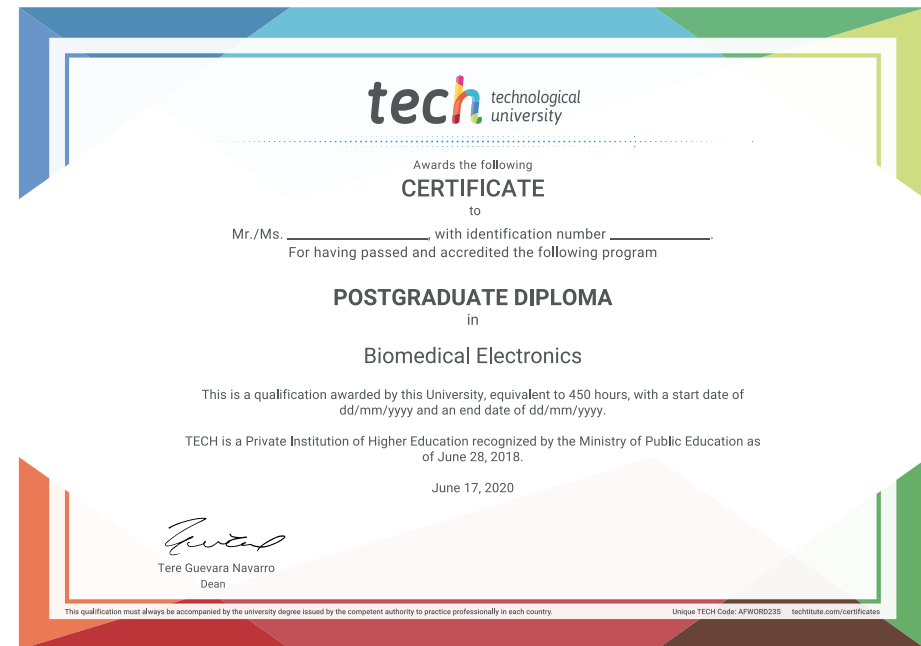 tech technological
university
Awards the following
CERTIFICATE
to
Mr./Ms. ____________________, with identification number ______________.
For having passed and accredited the following program
POSTGRADUATE DIPLOMA
in
Biomedical Electronics
This is a qualification awarded by this University, equivalent to 450 hours, with a start date of
dd/mm/yyyy and an end date of dd/mm/yyyy.
TECH is a Private Institution of Higher Education recognized by the Ministry of Public Education as
of June 28, 2018.
June 17, 2020
Tere Guevara Navarro
Dean
This qualification must always be accompanied by the university degree issued by the competent authority to practice professionally in each country.
Unique TECH Code: AFWORD23S techtitute.com/certificates